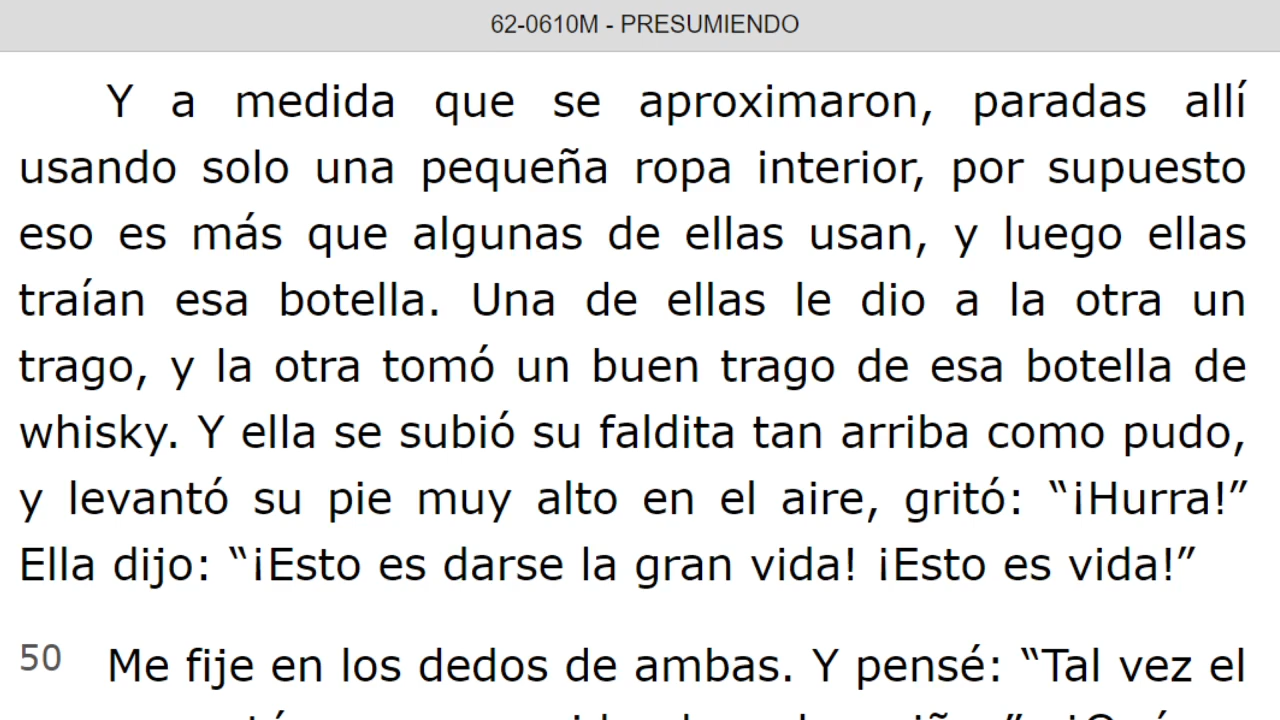 62-0610M - PRESUMIENDO
Y a medida que se aproximaron, paradas allí
usando solo una pequeña ropa interior, por supuesto
eso es más que algunas de ellas usan, y luego ellas
traían esa botella. Una de ellas le dio a la otra un
trago, y la otra tomó un buen trago de esa botella de
whisky. Y ella se subió su faldita tan arriba como pudo,
y levantó su pie muy alto en el aire, gritó: “¡Hurra!”
Ella dijo: “¡Esto es darse la gran vida! ¡Esto es vida!”
50 Me fije en los dedos de ambas. Y pensé: “Tal vez el